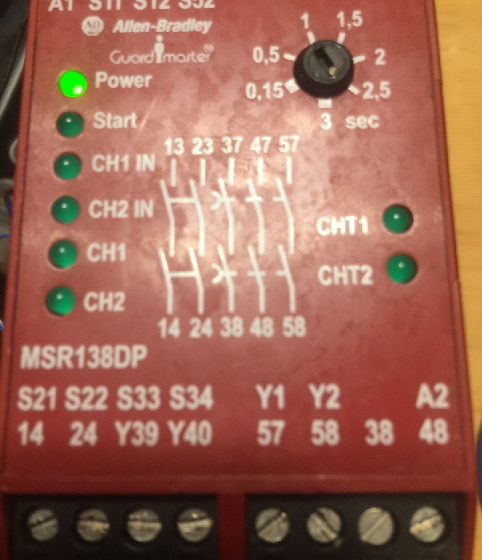 A1 S11 S12 S52
AB Allen-Bradley
Guardmaster®
Power
Start
CH1 IN
CH2 IN
CH1
CH2
0,15
0,5
1
1,5
2
2,5
3 sec
13 23 37 47 57
14 24 38 48 58
CHT1
CHT2
MSR138DP
S21 S22 S33 S34 Y1 Y2 A2
14 24 Y39 Y40 57 58 38 48